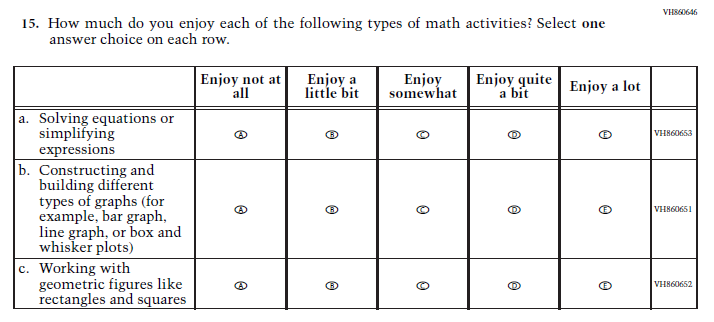 VH860646
15. How much do you enjoy each of the following types of math activities? Select one
answer choice on each row.
Enjoy not at all
Enjoy a little bit
Enjoy somewhat
Enjoy quite a bit
Enjoy a lot
a. Solving equations or
simplifying
expressions
A B C D E VH860653
b. Constructing and
building different
types of graphs (for
example, bar graph,
line graph, or box and
whisker plots)
A B C D E VH860651
c. Working with
geometric figures like
rectangles and squares
A B C D E VH860652